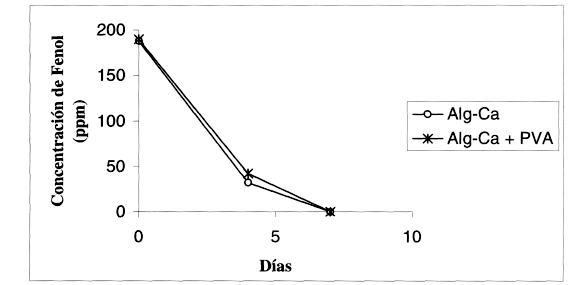 200
150
100
50
0
Concentración de Fenol
(ppm)
0
5
10
Días
Alg-Ca
Alg-Ca + PVA